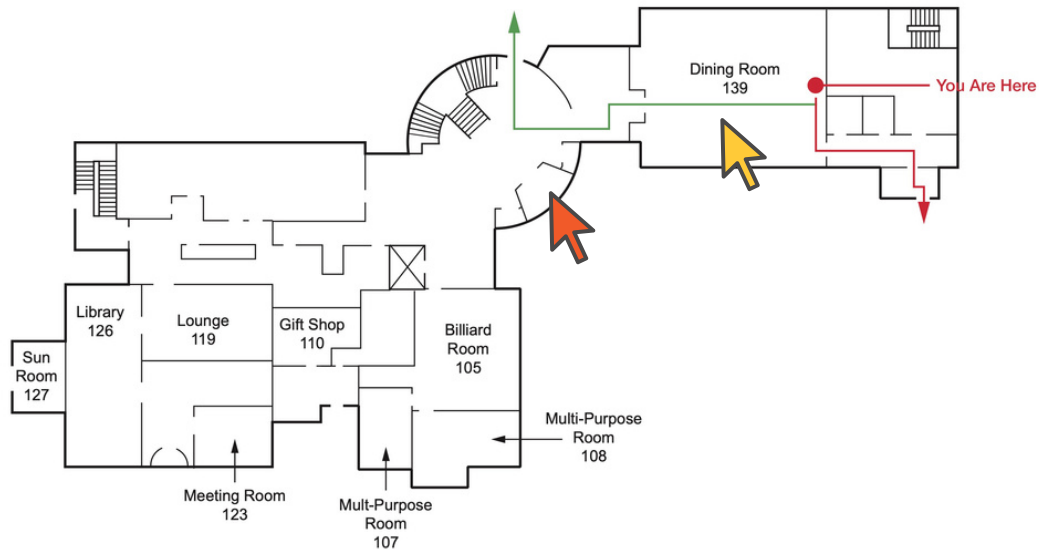 Dining Room
139
You Are Here
Library
126
Lounge
119
Gift Shop
110
Billiard
Room
105
Sun
Room
127
Multi-Purpose
Room
108
Meeting Room
123
Mult-Purpose
Room
107